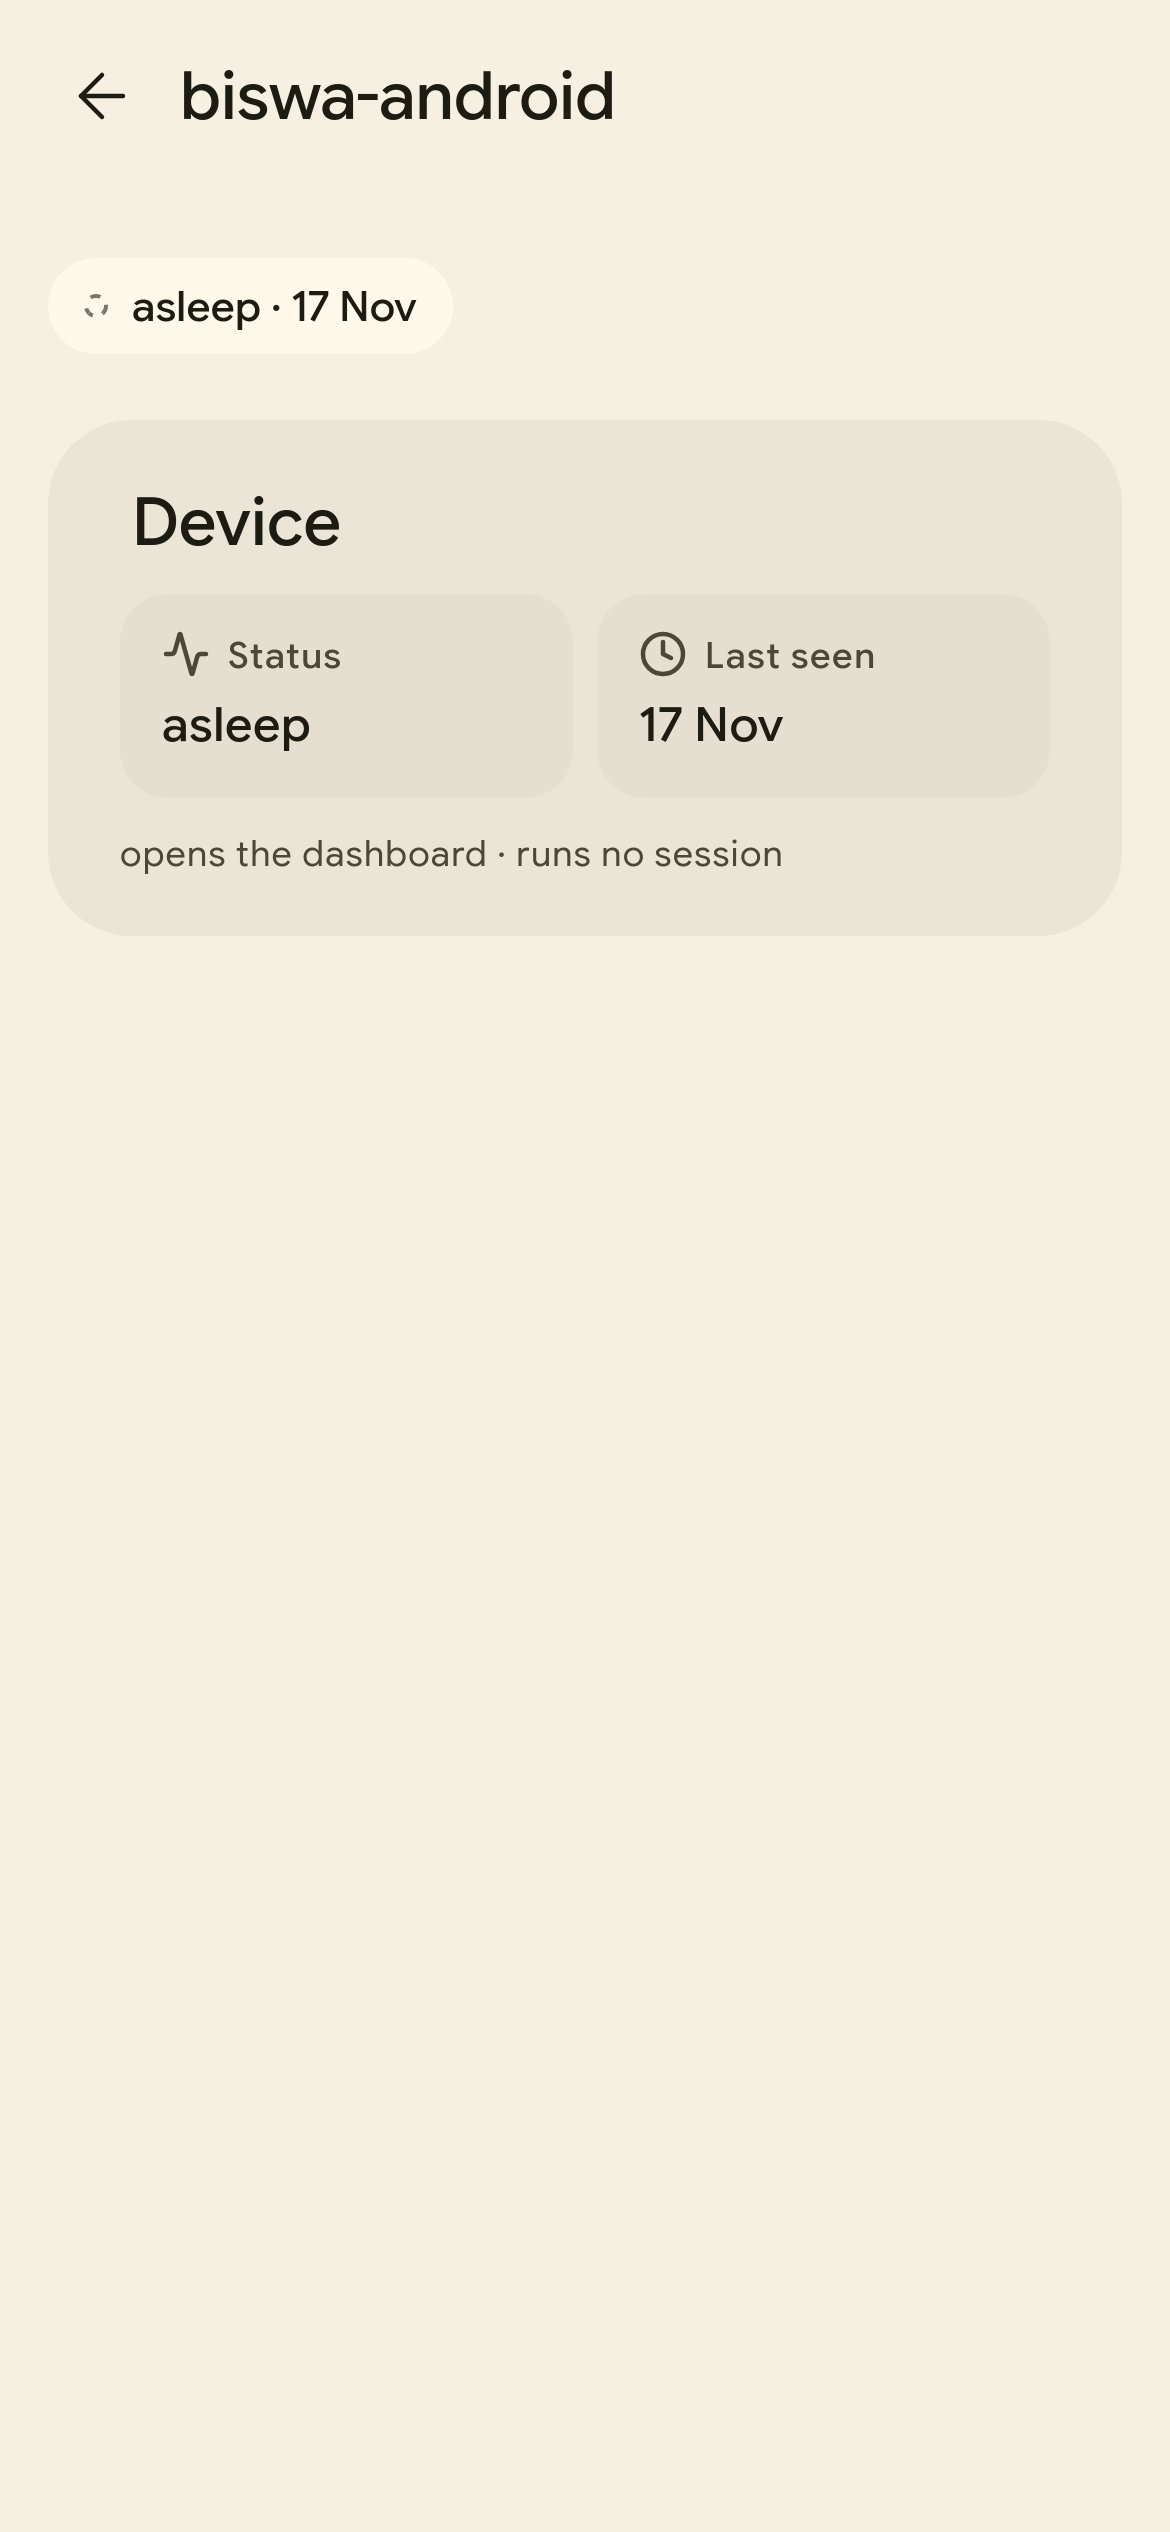 biswa-android
asleep · 17 Nov
Device
Status
asleep
Last seen
17 Nov
opens the dashboard · runs no session